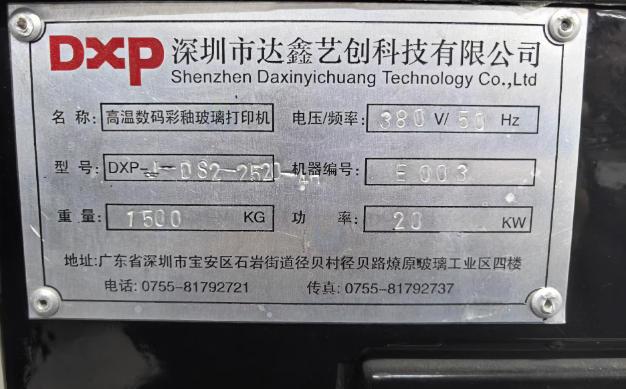 DXP 深圳市达鑫艺创科技有限公司
Shenzhen Daxinyichuang Technology Co.,Ltd
名 称: 高温数码彩釉玻璃打印机 电压/频率: 380 V/ 50 Hz
型 号: DXP- DS2-2520-4H 机器编号: E003
重 量: 1500 KG 功 率: 20 KW
地址:广东省深圳市宝安区石岩街道径贝村径贝路燎原玻璃工业区四楼
电话: 0755-81792721 传真: 0755-81792737